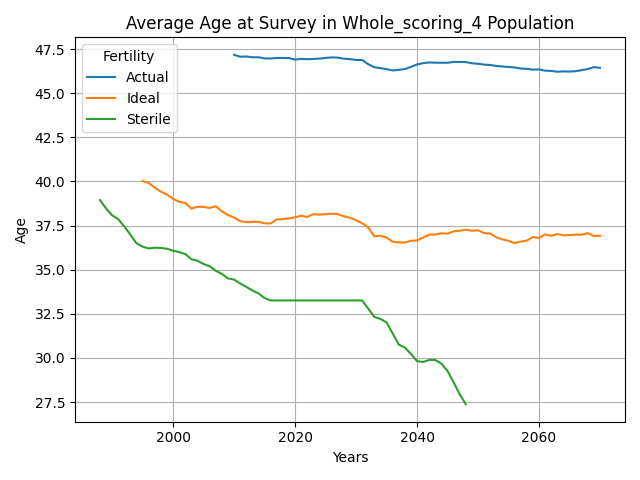 Average Age at Survey in Whole_scoring_4 Population
Fertility
Actual
Ideal
Sterile
Age
47.5
45.0
42.5
40.0
37.5
35.0
32.5
30.0
27.5
2000
2020
2040
2060
Years